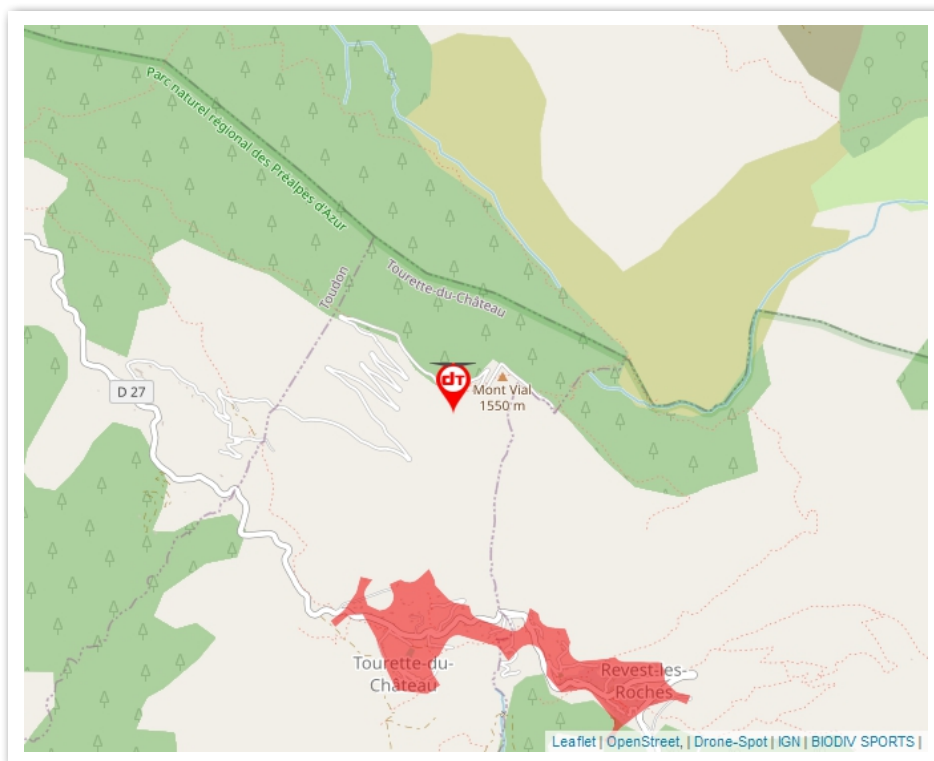 Parc naturel régional des Préalpes d'Azur
Toudon
Tourette-du-Château
D 27
dT
Mont Vial
1550 m
Tourette-du-
Château
Revest-les-
Roches
Leaflet | OpenStreet, | Drone-Spot | IGN | BIODIV SPORTS |